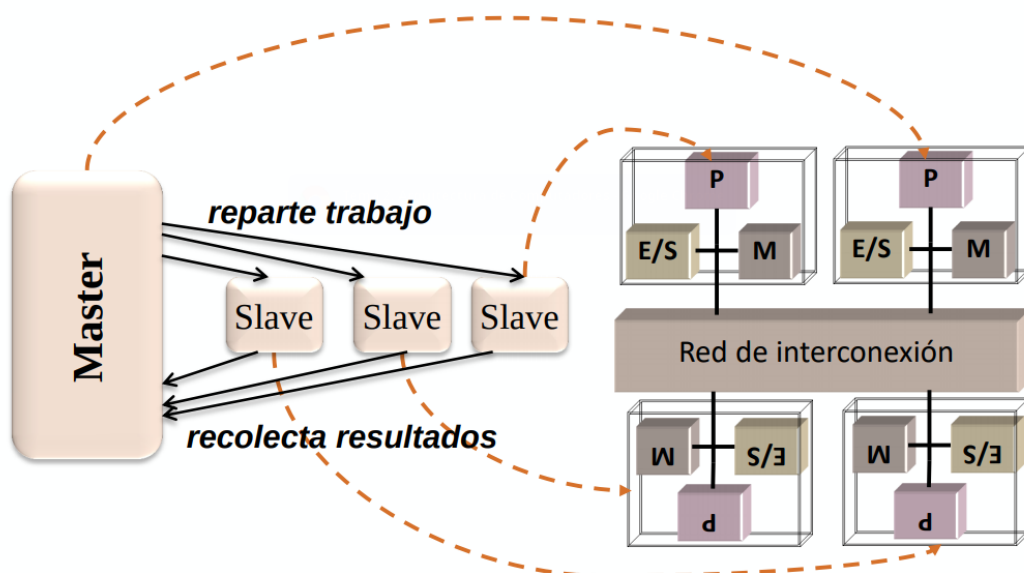 reparte trabajo
Master
Slave
Slave
Slave
recolecta resultados
P
E/S
M
P
E/S
M
Red de interconexión
M
E/S
P
M
E/S
P